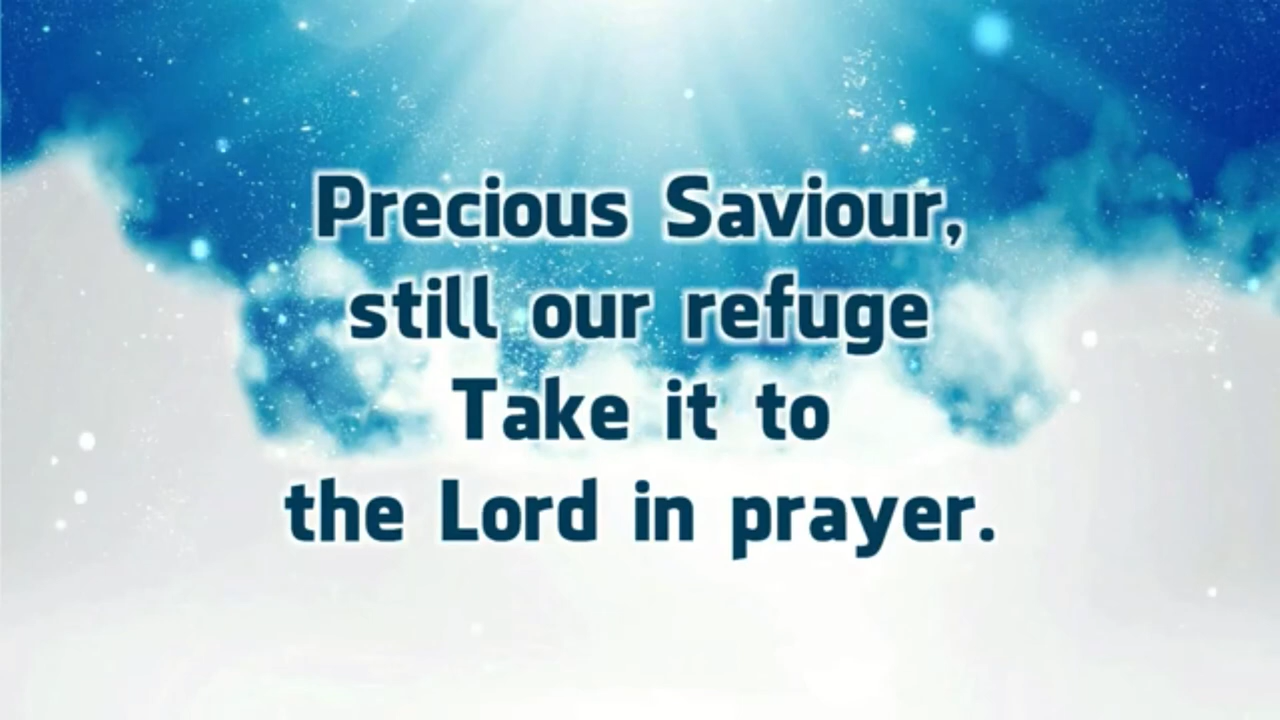 Precious Saviour,
still our refuge
Take it to
the Lord in prayer.